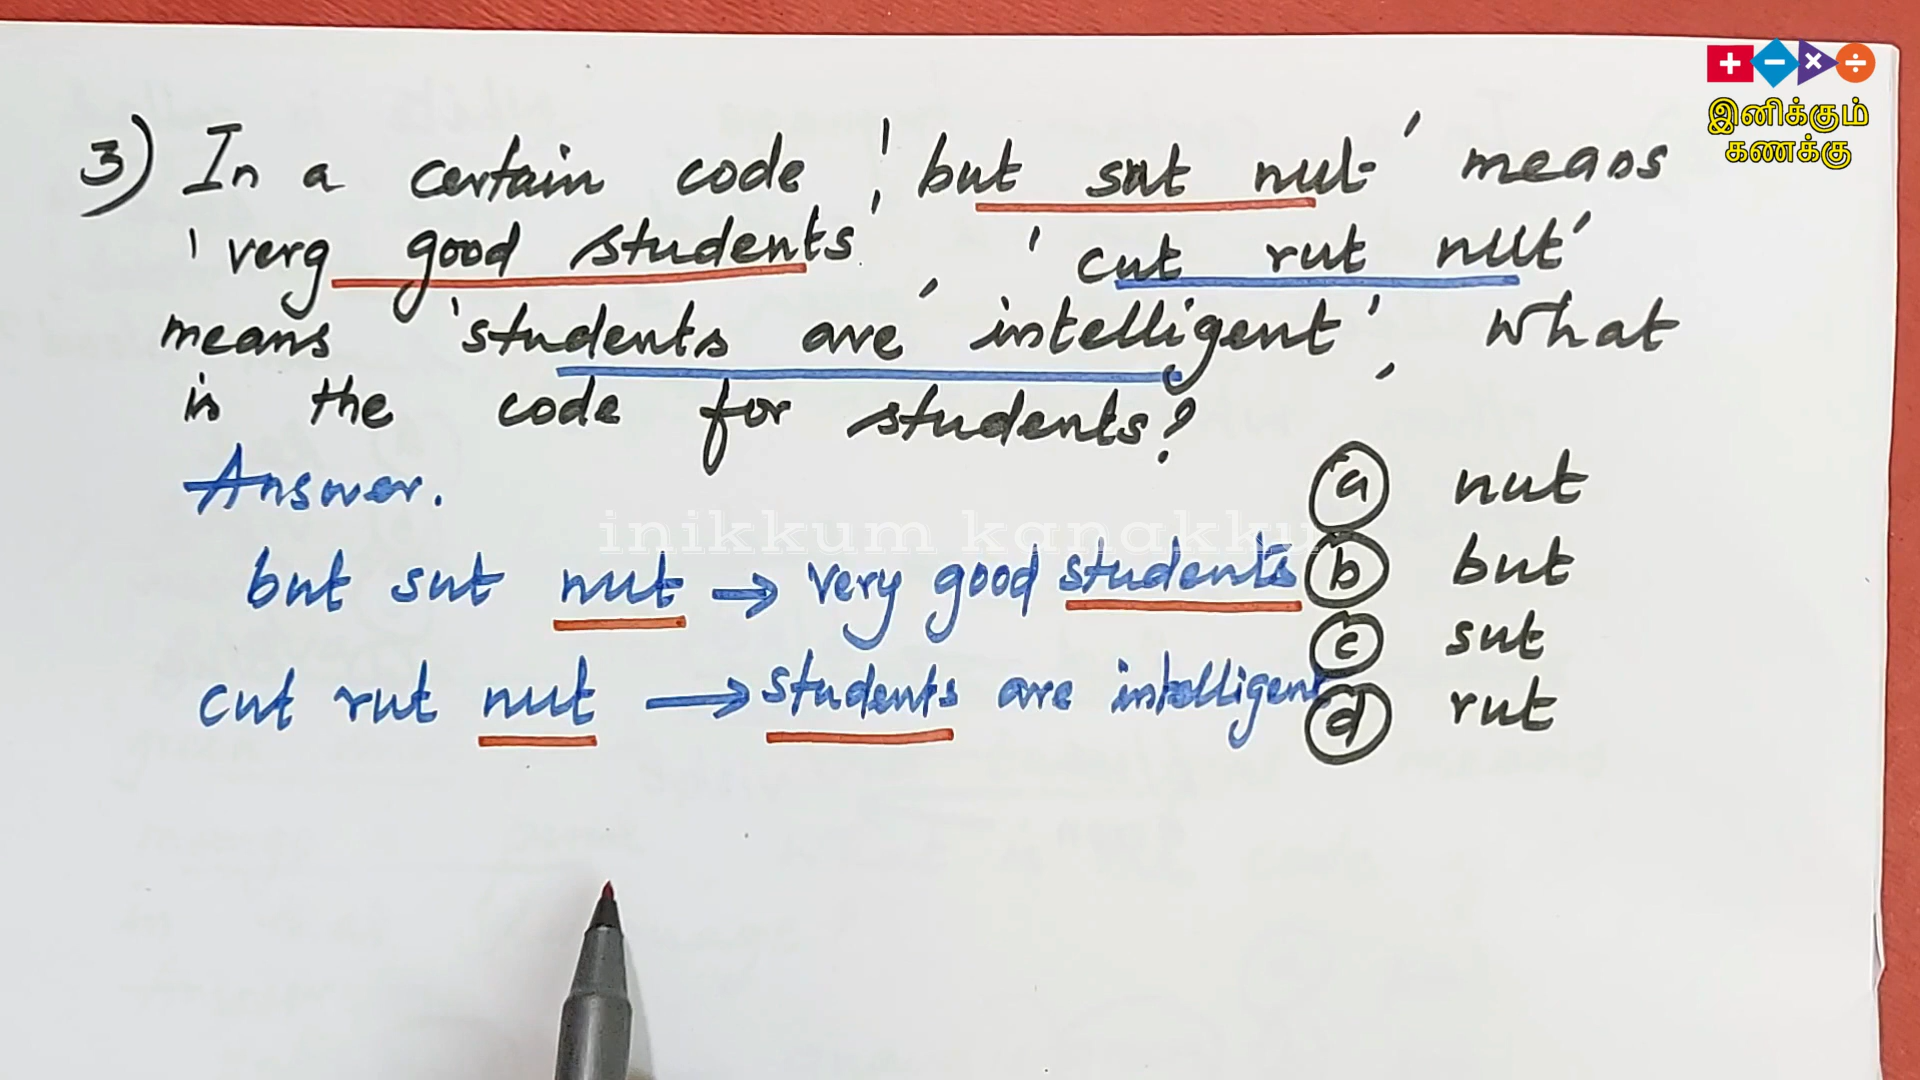 + − × ÷
இனிக்கும்
கணக்கு
3) In a certain code, 'but sut nut' means
'very good students', 'cut rut nut'
means 'students are intelligent', What
is the code for students?
Answer.
ⓐ nut
inikkum kanakku
but sut nut → very good students
ⓑ but
ⓒ sut
cut rut nut → students are intelligent
ⓓ rut